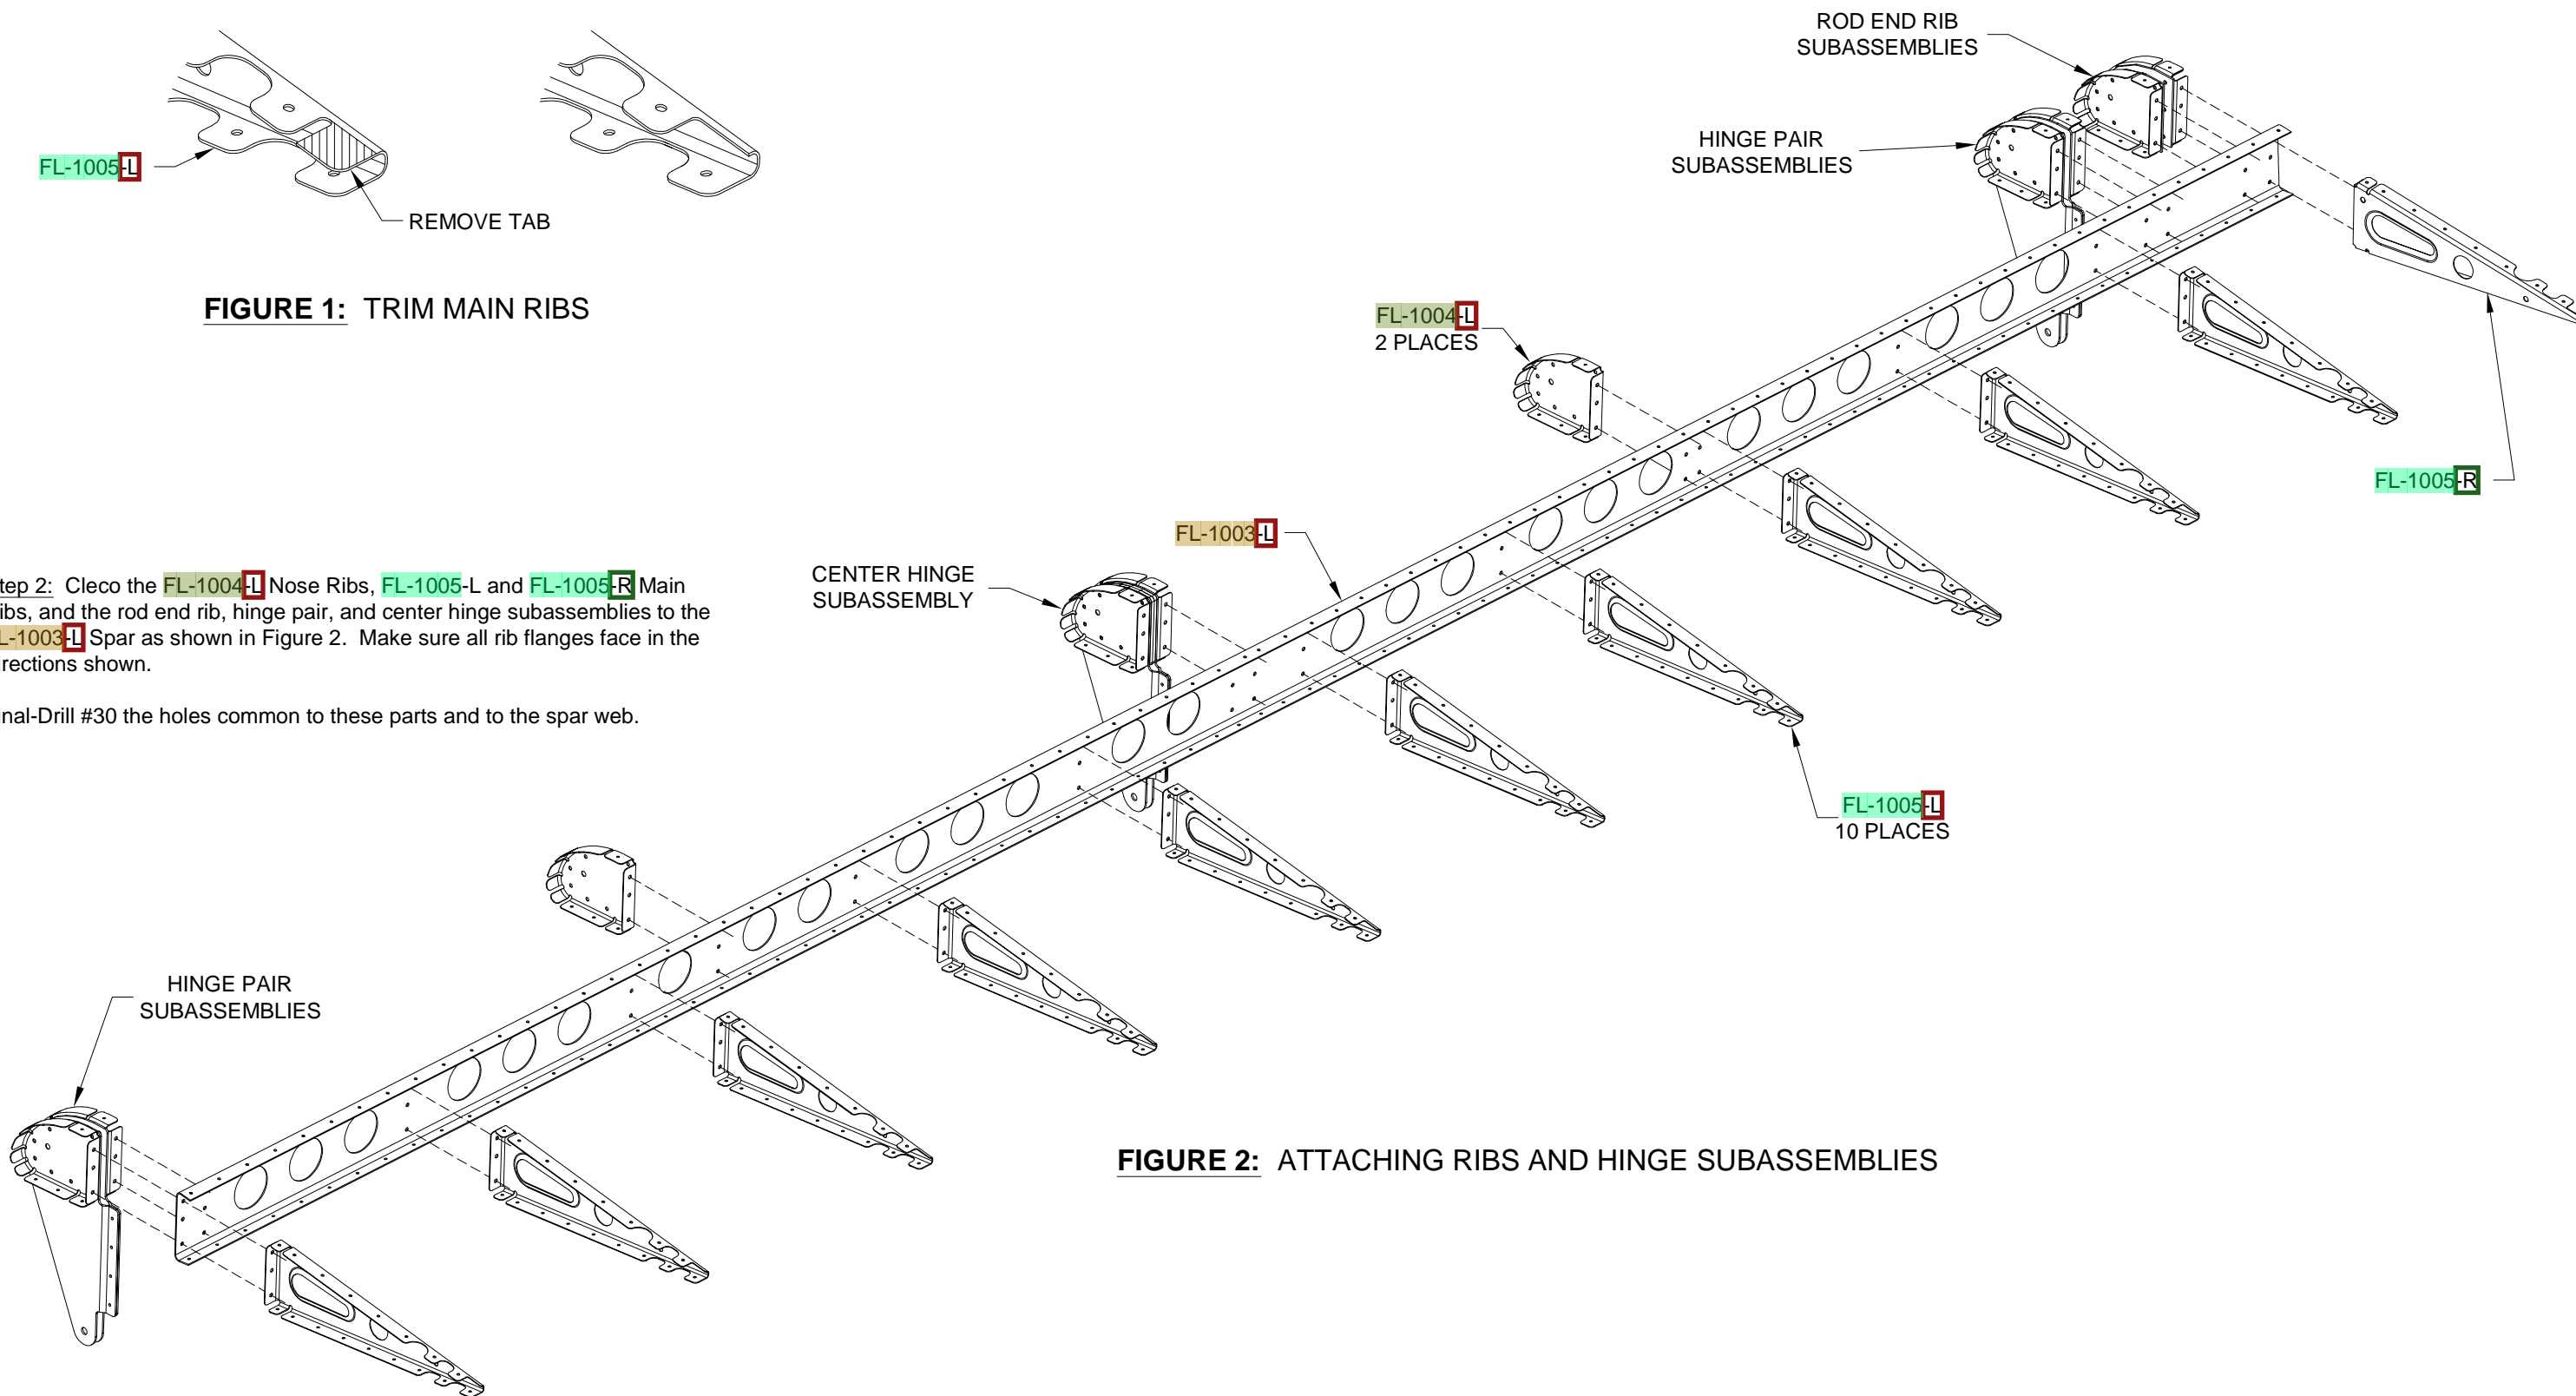 FL-1005-L
REMOVE TAB
FIGURE 1: TRIM MAIN RIBS
tep 2: Cleco the FL-1004-L Nose Ribs, FL-1005-L and FL-1005-R Main
ibs, and the rod end rib, hinge pair, and center hinge subassemblies to the
L-1003-L Spar as shown in Figure 2. Make sure all rib flanges face in the
irections shown.
inal-Drill #30 the holes common to these parts and to the spar web.
ROD END RIB
SUBASSEMBLIES
HINGE PAIR
SUBASSEMBLIES
FL-1004-L
2 PLACES
FL-1005-R
FL-1003-L
CENTER HINGE
SUBASSEMBLY
FL-1005-L
10 PLACES
HINGE PAIR
SUBASSEMBLIES
FIGURE 2: ATTACHING RIBS AND HINGE SUBASSEMBLIES